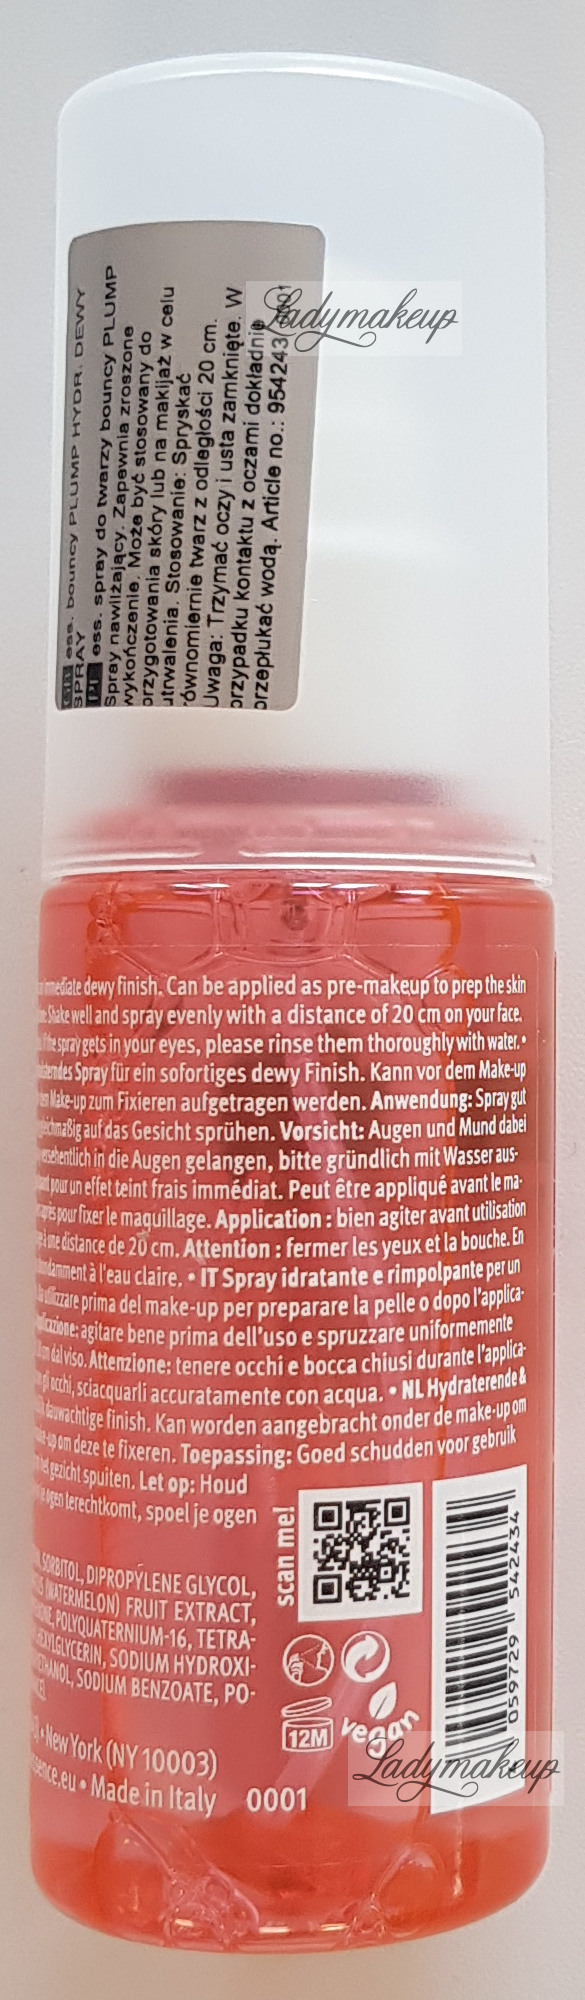 GB ess. bouncy PLUMP HYDR. DEWY
SPRAY
PL ess. spray do twarzy bouncy PLUMP
Spray nawilżający. Zapewnia zroszone
wykończenie. Może być stosowany do
przygotowania skóry lub na makijaż w celu
utrwalenia. Stosowanie: Spryskać
równomiernie twarz z odległości 20 cm.
Uwaga: Trzymać oczy i usta zamknięte. W
przypadku kontaktu z oczami dokładnie
przepłukać wodą. Article no.: 954243
Ladymakeup
immediate dewy finish. Can be applied as pre-makeup to prep the skin
Shake well and spray evenly with a distance of 20 cm on your face.
If the spray gets in your eyes, please rinse them thoroughly with water. •
Spray für ein sofortiges dewy Finish. Kann vor dem Make-up
Make-up zum Fixieren aufgetragen werden. Anwendung: Spray gut
auf das Gesicht sprühen. Vorsicht: Augen und Mund dabei
in die Augen gelangen, bitte gründlich mit Wasser aus-
pour un effet teint frais immédiat. Peut être appliqué avant le ma-
après pour fixer le maquillage. Application : bien agiter avant utilisation
à une distance de 20 cm. Attention : fermer les yeux et la bouche. En
à l'eau claire. • IT Spray idratante e rimpolpante per un
utilizzare prima del make-up per preparare la pelle o dopo l'applica-
agitare bene prima dell'uso e spruzzare uniformemente
dal viso. Attenzione: tenere occhi e bocca chiusi durante l'applica-
gli occhi, sciacquarli accuratamente con acqua. • NL Hydraterende &
dauwachtige finish. Kan worden aangebracht onder de make-up om
om deze te fixeren. Toepassing: Goed schudden voor gebruik
gezicht spuiten. Let op: Houd
ogen terechtkomt, spoel je ogen
SORBITOL, DIPROPYLENE GLYCOL,
(WATERMELON) FRUIT EXTRACT,
POLYQUATERNIUM-16, TETRA-
SODIUM HYDROXI-
SODIUM BENZOATE, PO-
• New York (NY 10003)
• Made in Italy 0001
scan me!
12M
vegan
059729 542434
Ladymakeup